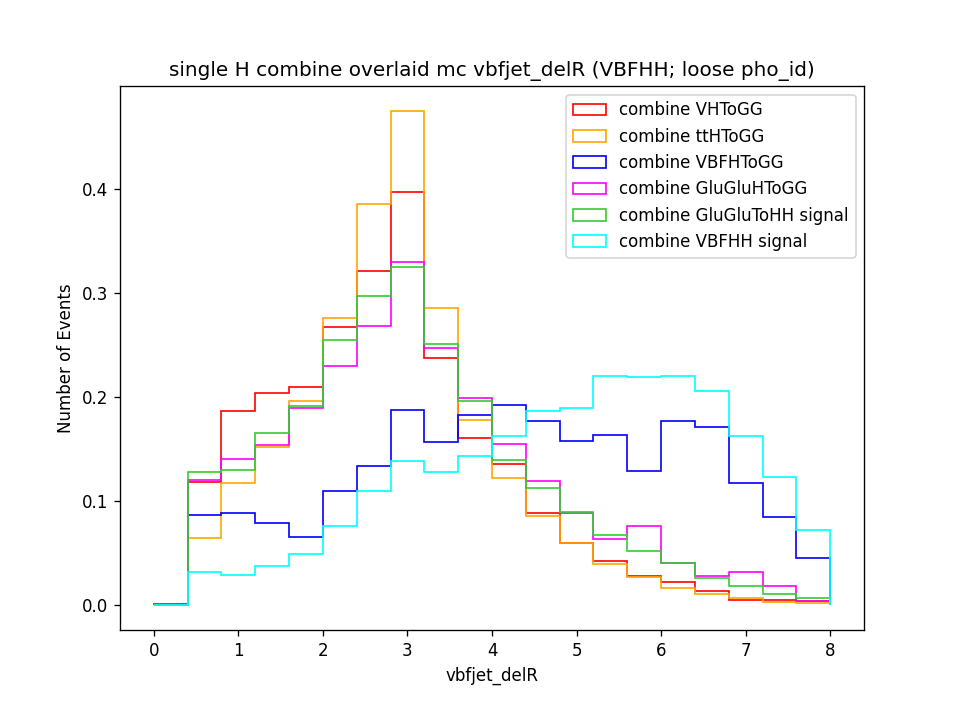 single H combine overlaid mc vbfjet_delR (VBFHH; loose pho_id)
combine VHToGG
combine ttHToGG
combine VBFHToGG
combine GluGluHToGG
combine GluGluToHH signal
combine VBFHH signal
Number of Events
0.4
0.3
0.2
0.1
0.0
0 1 2 3 4 5 6 7 8
vbfjet_delR